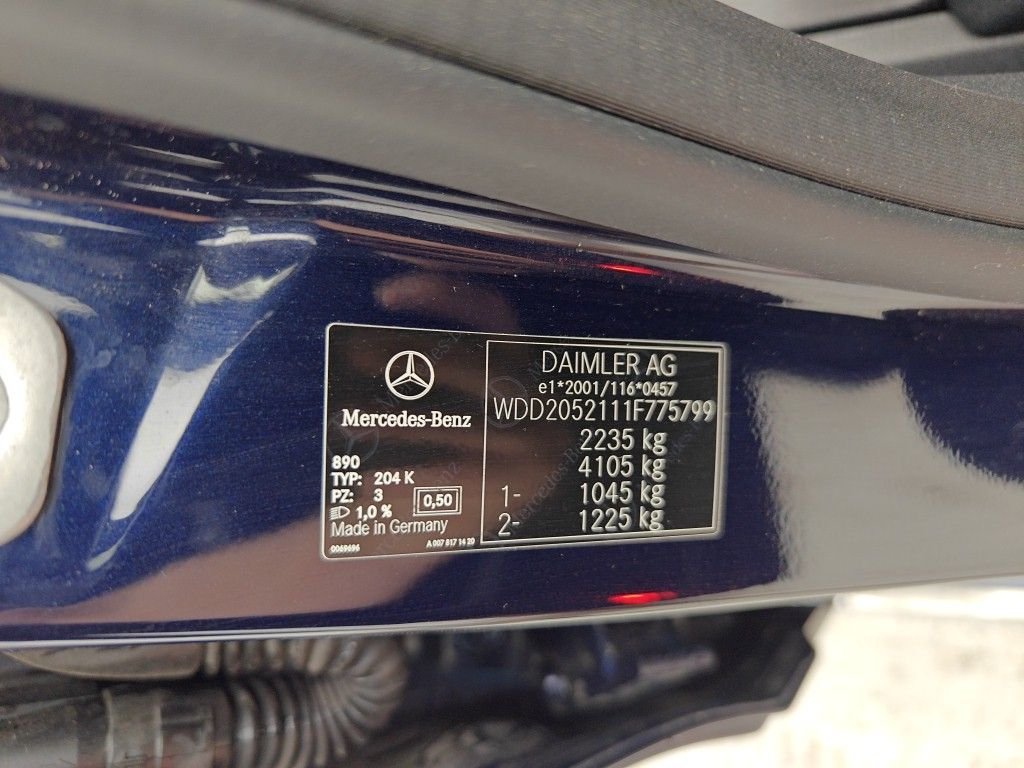 Mercedes-Benz
890
TYP: 204 K
PZ: 3
0,50
1,0 %
Made in Germany
0069696 A 007 817 14 20
DAIMLER AG
e1*2001/116*0457
WDD2052111F775799
2235 kg
4105 kg
1- 1045 kg
2- 1225 kg